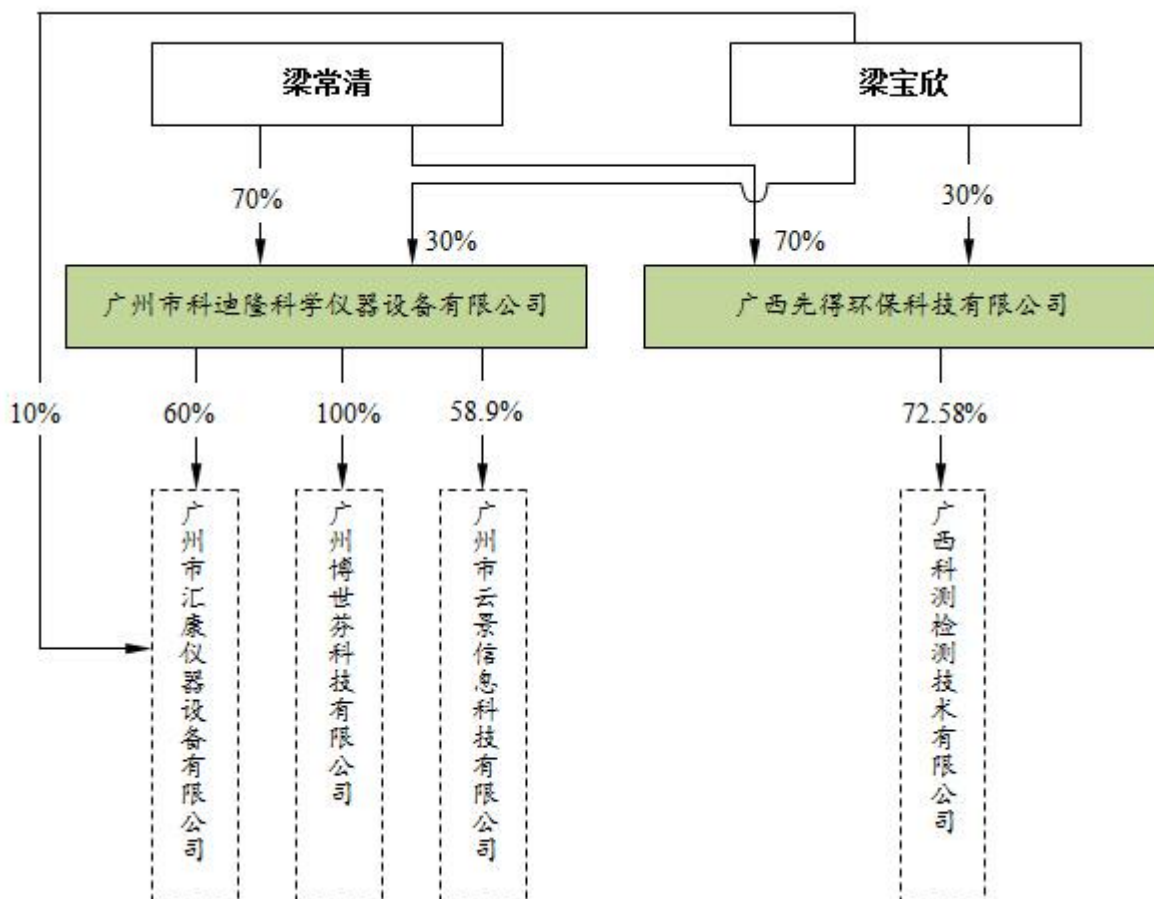 梁常清
梁宝欣
70%
30%
30%
70%
广州市科迪隆科学仪器设备有限公司
广西先得环保科技有限公司
10%
60%
100%
58.9%
72.58%
广州市汇康仪器设备有限公司
广州博世芬科技有限公司
广州市云景信息科技有限公司
广西科测检测技术有限公司